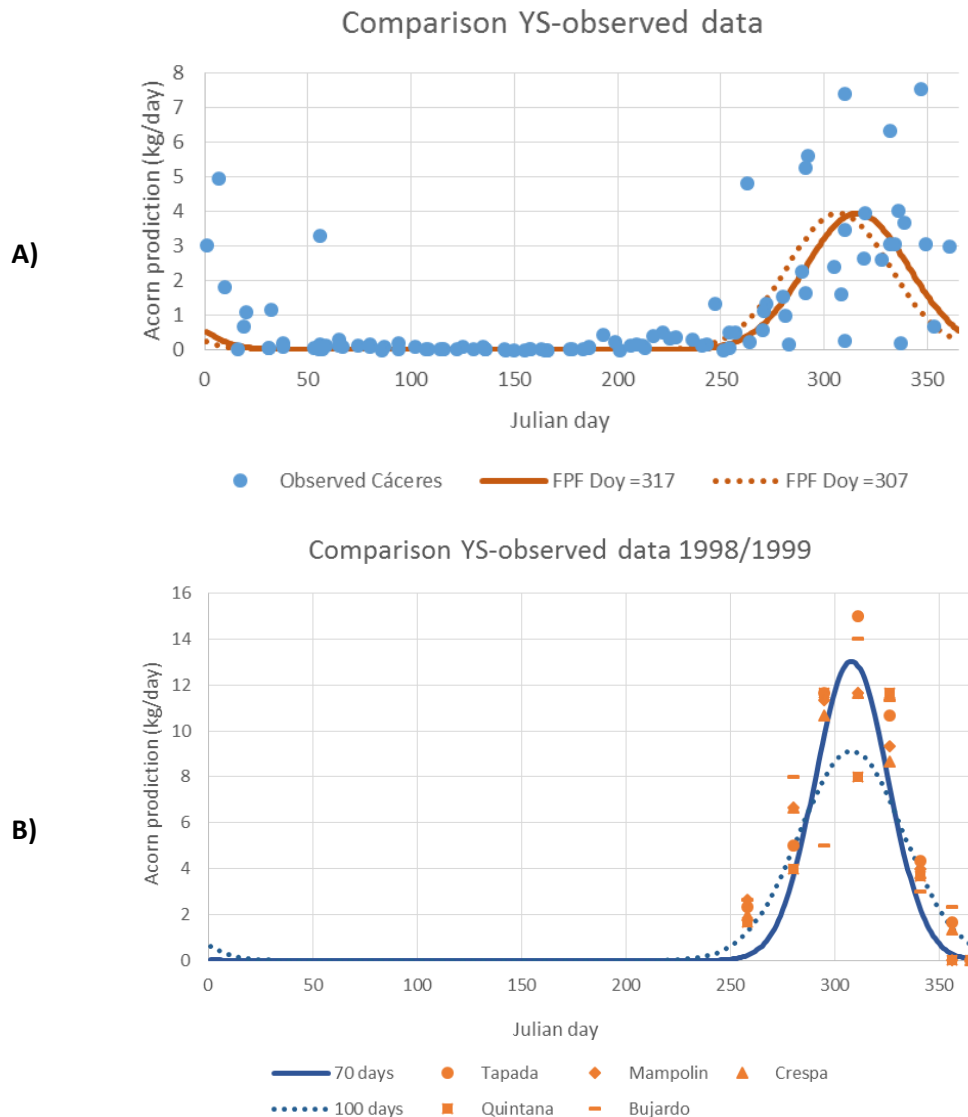 Comparison YS-observed data
A)
Acorn prodiction (kg/day)
8
7
6
5
4
3
2
1
0
0 50 100 150 200 250 300 350
Julian day
Observed Cáceres FPF Doy =317 FPF Doy =307
Comparison YS-observed data 1998/1999
B)
Acorn prodiction (kg/day)
16
14
12
10
8
6
4
2
0
0 50 100 150 200 250 300 350
Julian day
70 days Tapada Mampolin Crespa
100 days Quintana Bujardo